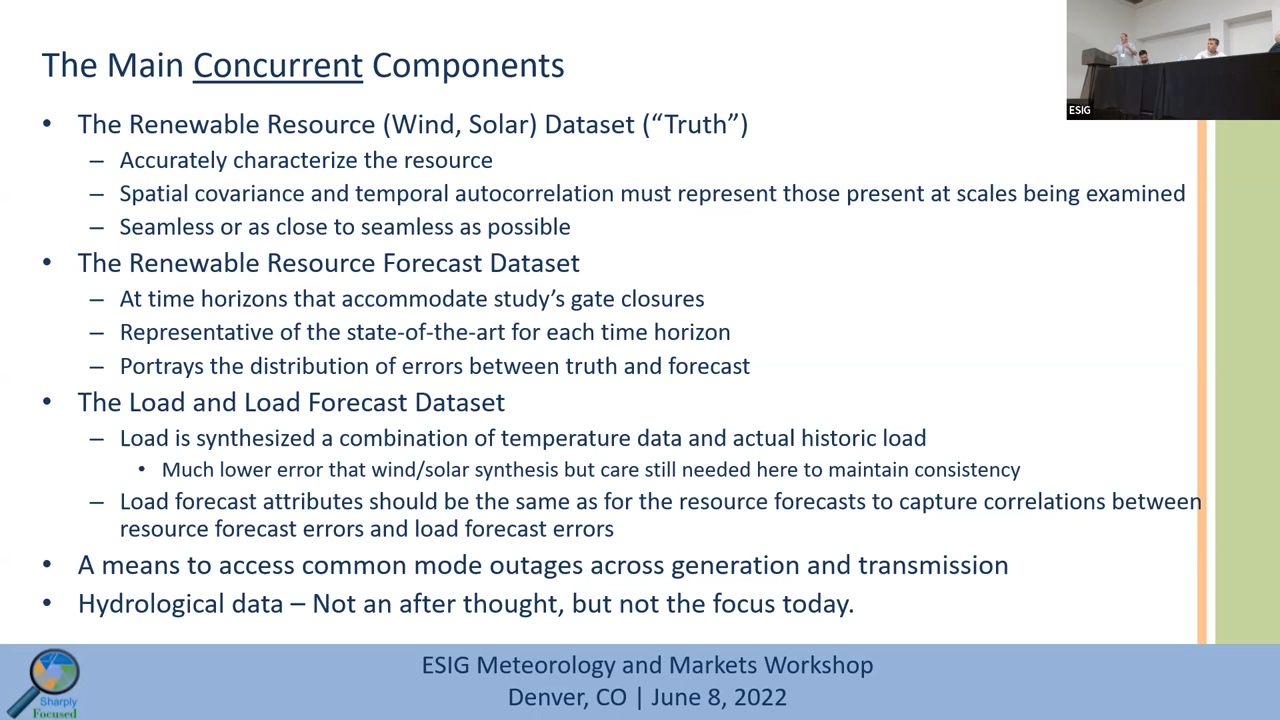 The Main Concurrent Components
ESIG
• The Renewable Resource (Wind, Solar) Dataset (“Truth”)
– Accurately characterize the resource
– Spatial covariance and temporal autocorrelation must represent those present at scales being examined
– Seamless or as close to seamless as possible
• The Renewable Resource Forecast Dataset
– At time horizons that accommodate study’s gate closures
– Representative of the state-of-the-art for each time horizon
– Portrays the distribution of errors between truth and forecast
• The Load and Load Forecast Dataset
– Load is synthesized a combination of temperature data and actual historic load
• Much lower error that wind/solar synthesis but care still needed here to maintain consistency
– Load forecast attributes should be the same as for the resource forecasts to capture correlations between
resource forecast errors and load forecast errors
• A means to access common mode outages across generation and transmission
• Hydrological data – Not an after thought, but not the focus today.
Sharply
Focused
ESIG Meteorology and Markets Workshop
Denver, CO | June 8, 2022